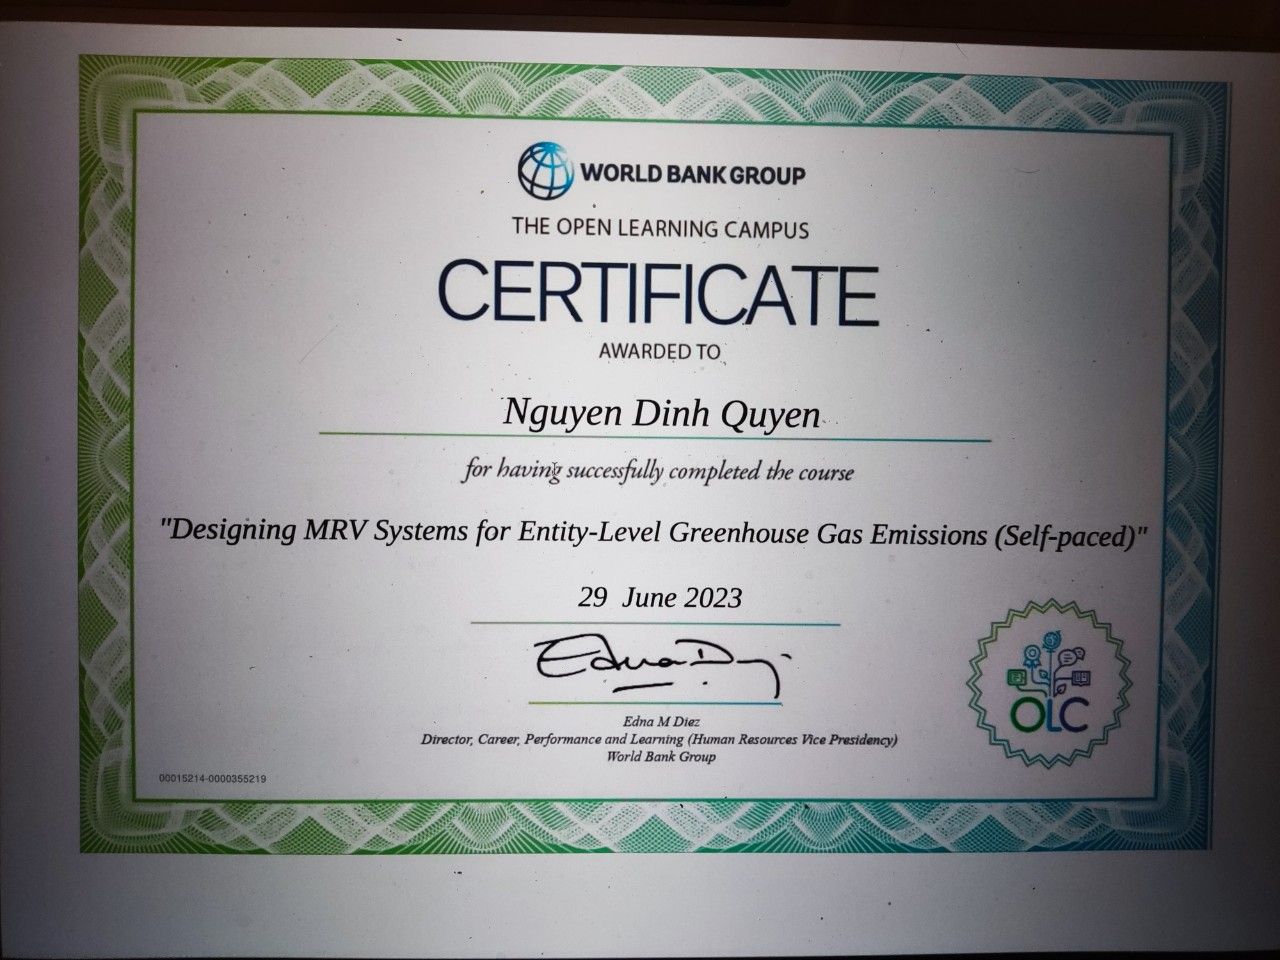 WORLD BANK GROUP
THE OPEN LEARNING CAMPUS
CERTIFICATE
AWARDED TO
Nguyen Dinh Quyen
for having successfully completed the course
"Designing MRV Systems for Entity-Level Greenhouse Gas Emissions (Self-paced)"
29 June 2023
Edna M Diez
Director, Career, Performance and Learning (Human Resources Vice Presidency)
World Bank Group
OLC
00015214-0000355219